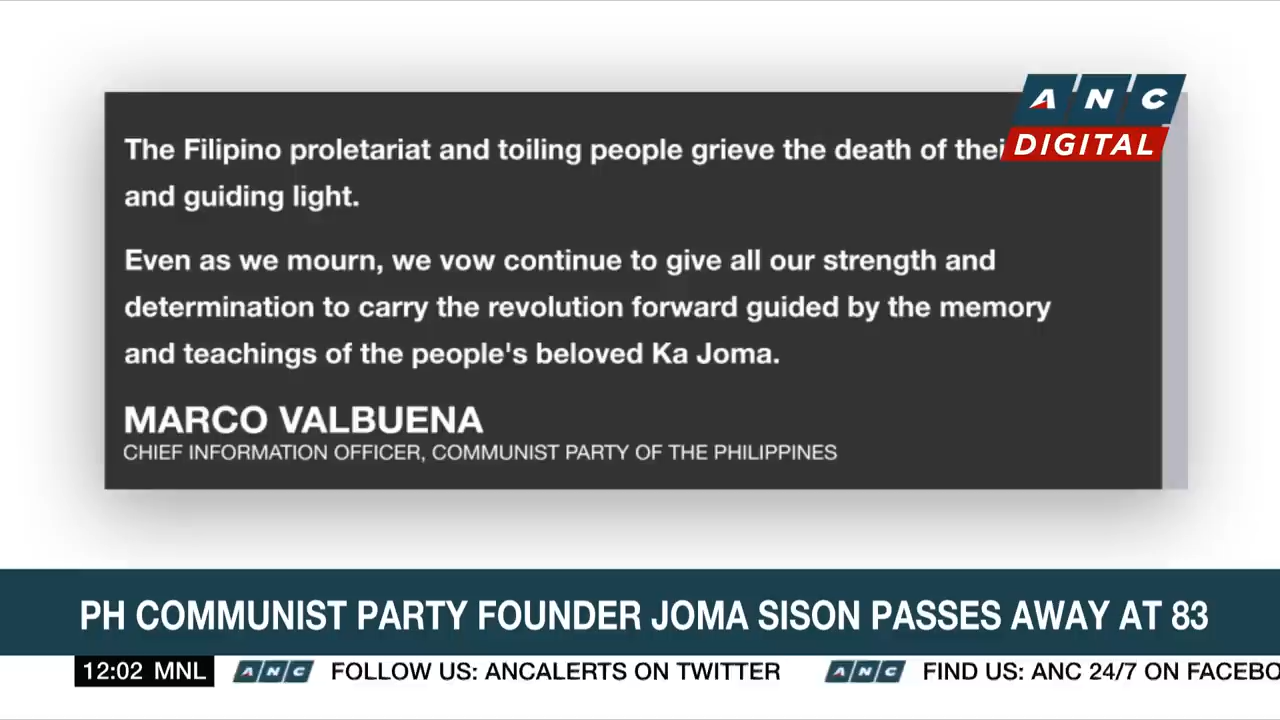 ANC
DIGITAL
The Filipino proletariat and toiling people grieve the death of
and guiding light.
Even as we mourn, we vow continue to give all our strength and
determination to carry the revolution forward guided by the memory
and teachings of the people's beloved Ka Joma.
MARCO VALBUENA
CHIEF INFORMATION OFFICER, COMMUNIST PARTY OF THE PHILIPPINES
PH COMMUNIST PARTY FOUNDER JOMA SISON PASSES AWAY AT 83
12:02 MNL ANC FOLLOW US: ANCALERTS ON TWITTER ANC FIND US: ANC 24/7 ON